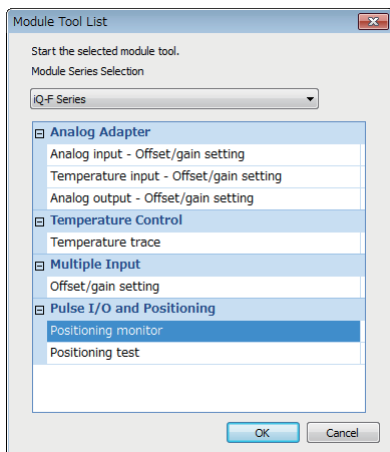 Module Tool List
Start the selected module tool.
Module Series Selection
iQ-F Series
Analog Adapter
Analog input - Offset/gain setting
Temperature input - Offset/gain setting
Analog output - Offset/gain setting
Temperature Control
Temperature trace
Multiple Input
Offset/gain setting
Pulse I/O and Positioning
Positioning monitor
Positioning test
OK Cancel